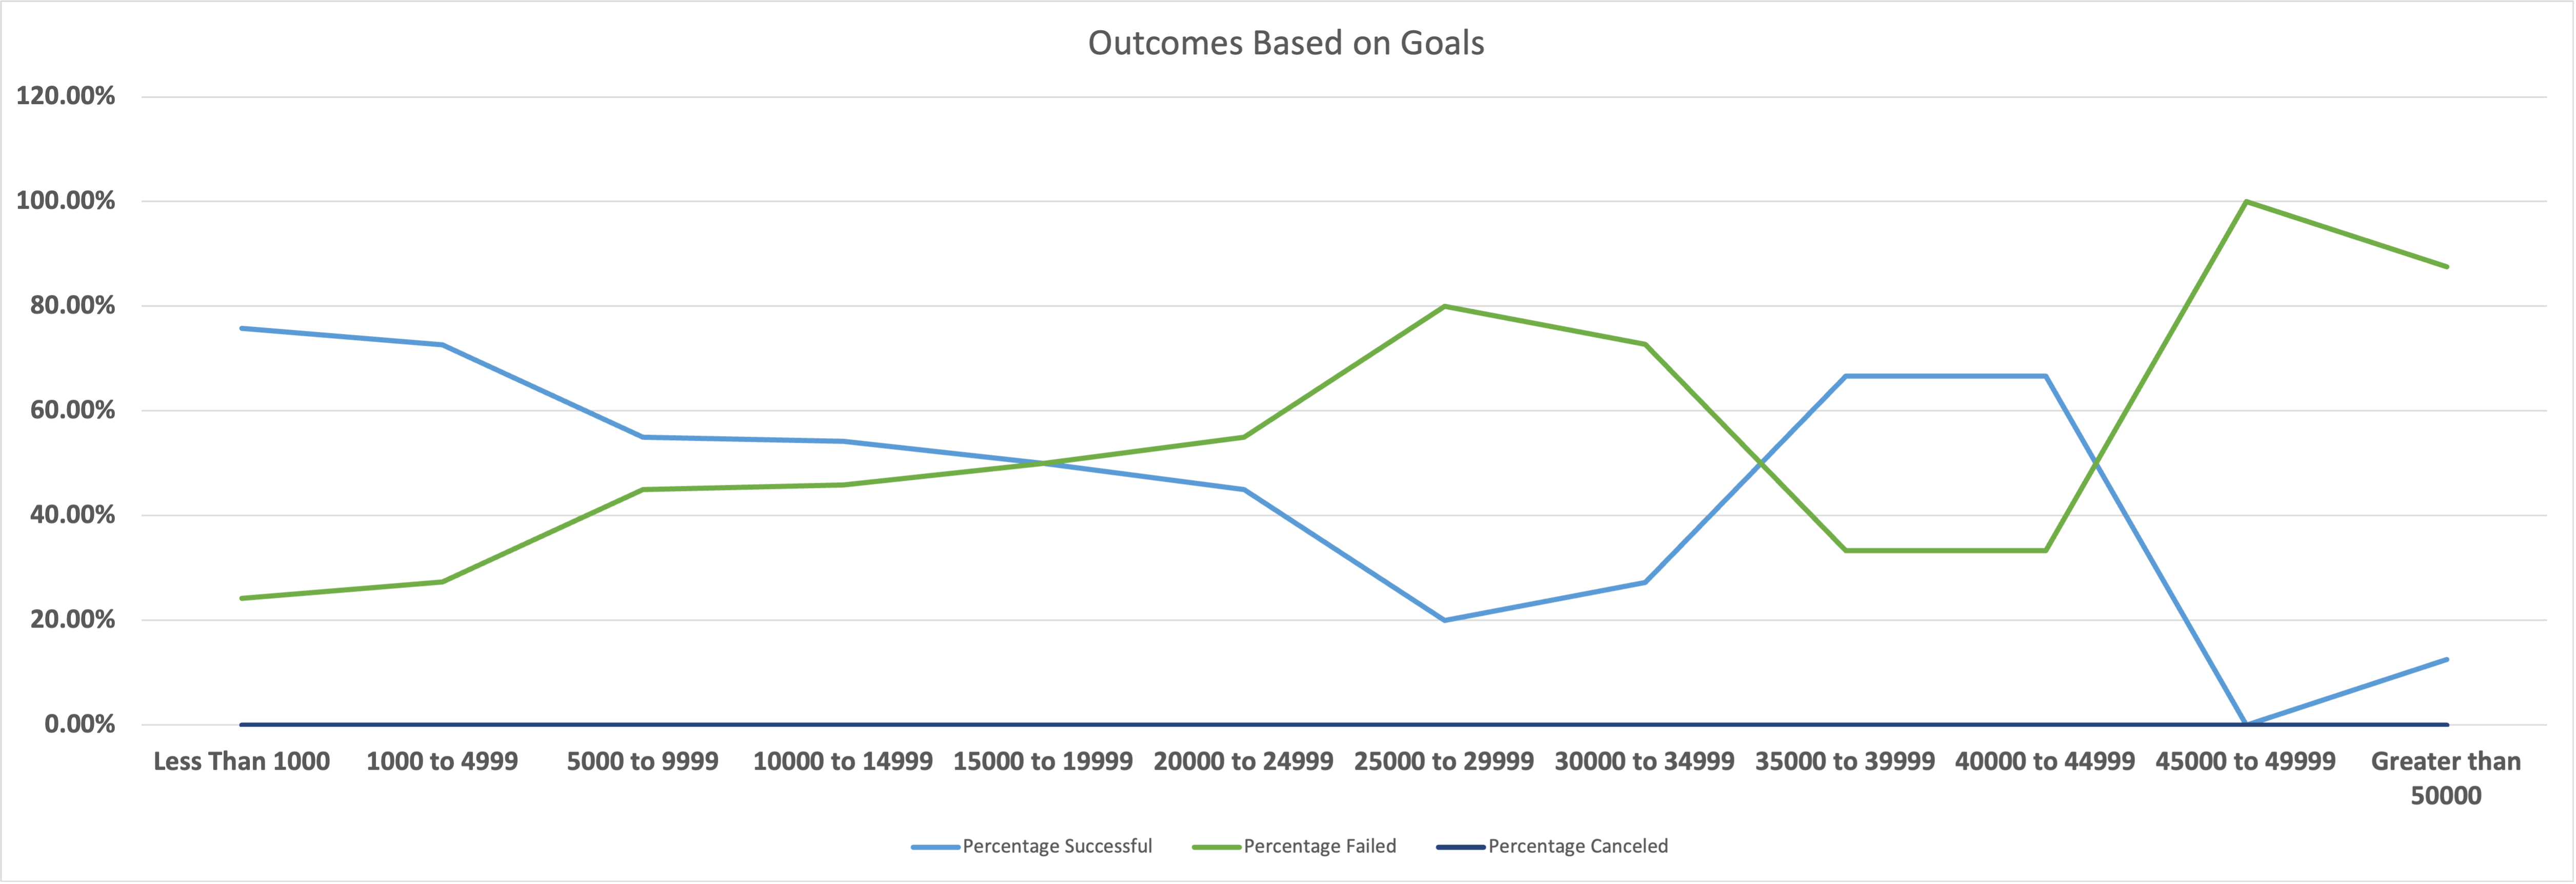 Outcomes Based on Goals
120.00%
100.00%
80.00%
60.00%
40.00%
20.00%
0.00%
Less Than 1000 1000 to 4999 5000 to 9999 10000 to 14999 15000 to 19999 20000 to 24999 25000 to 29999 30000 to 34999 35000 to 39999 40000 to 44999 45000 to 49999 Greater than
50000
Percentage Successful Percentage Failed Percentage Canceled